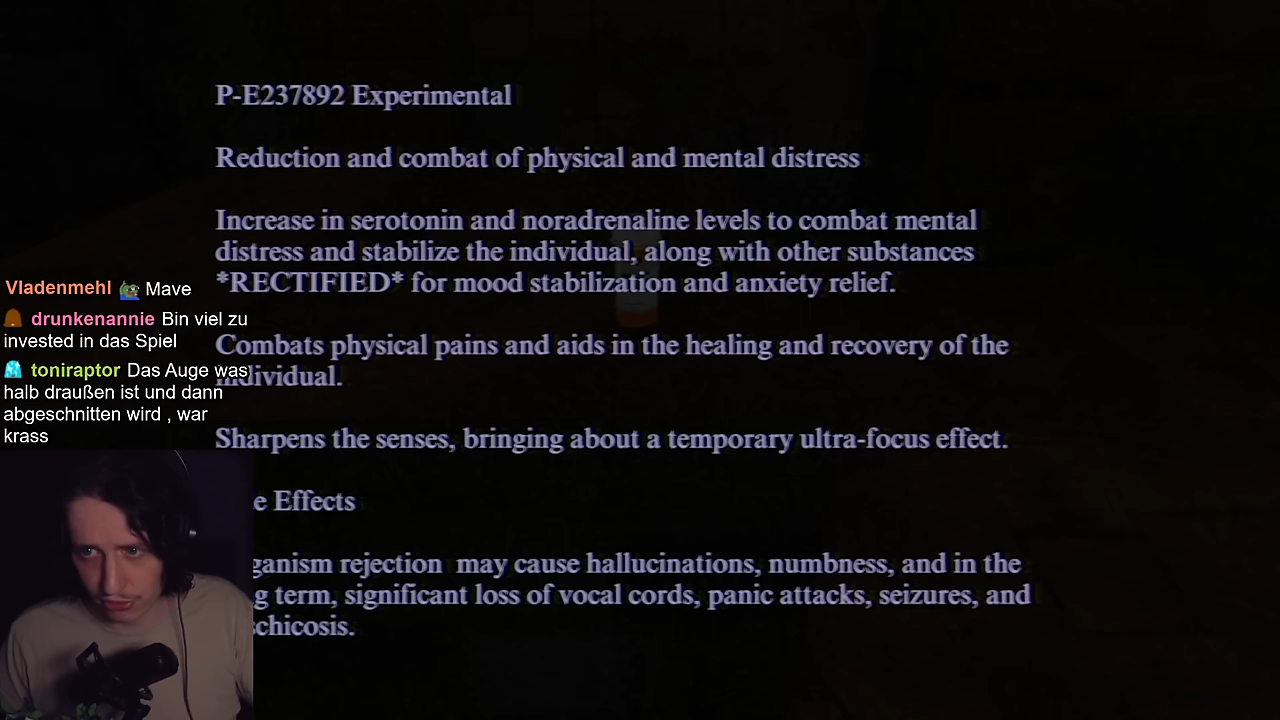 P-E237892 Experimental
Reduction and combat of physical and mental distress
Increase in serotonin and noradrenaline levels to combat mental
distress and stabilize the individual, along with other substances
*RECTIFIED* for mood stabilization and anxiety relief.
Vladenmehl Mave
drunkenannie Bin viel zu
invested in das Spiel
toniraptor Das Auge was
halb draußen ist und dann
abgeschnitten wird , war
krass
Combats physical pains and aids in the healing and recovery of the
individual.
Sharpens the senses, bringing about a temporary ultra-focus effect.
Effects
rejection may cause hallucinations, numbness, and in the
term, significant loss of vocal cords, panic attacks, seizures, and